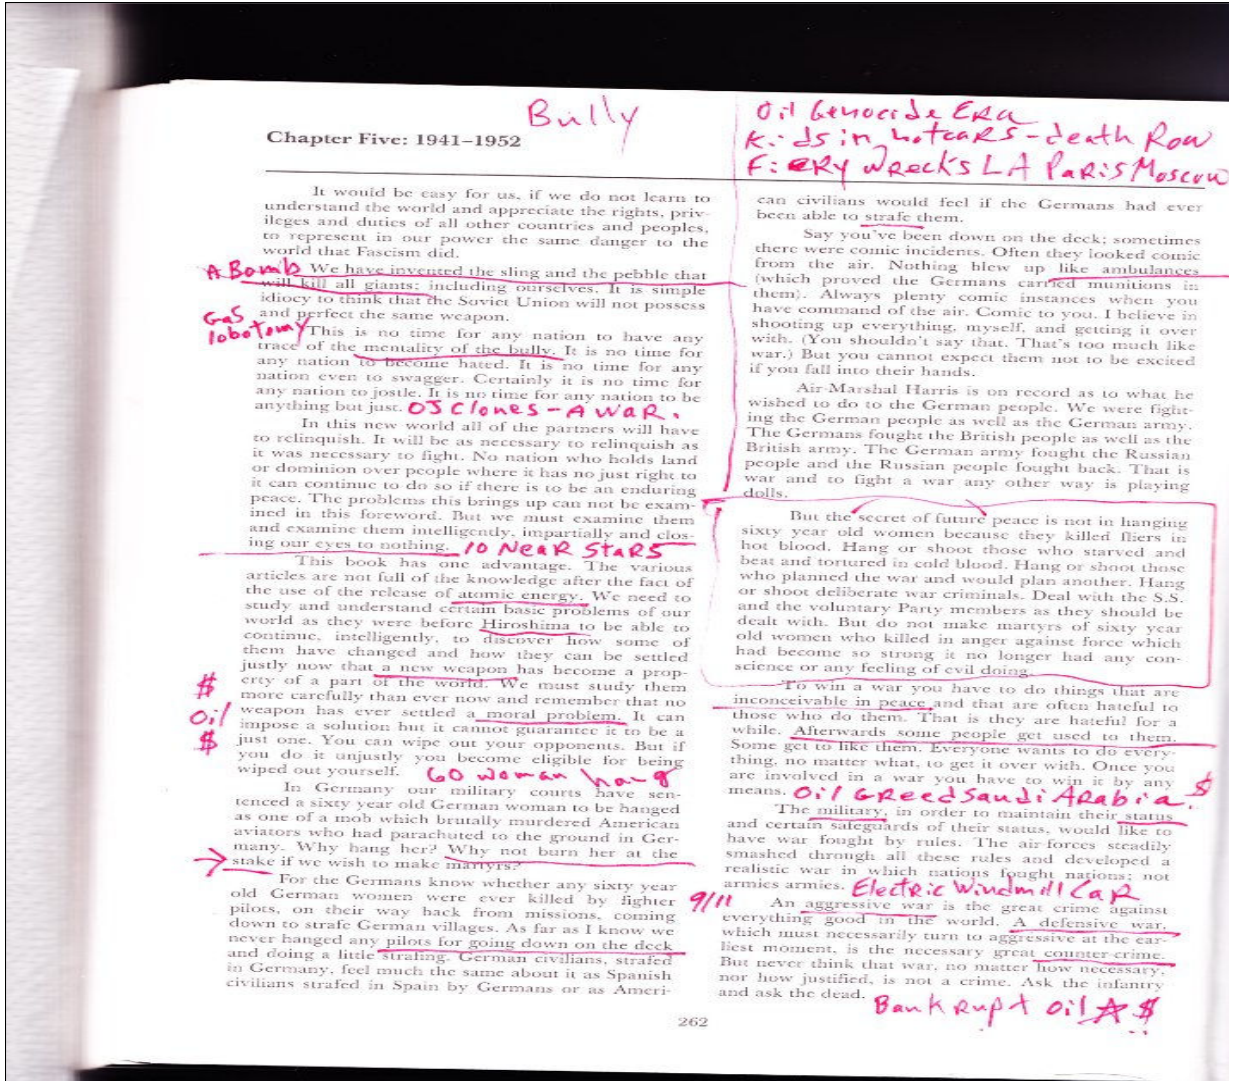 Bully
Oil Genocide Era
Kids in hotcars - death Row
Fiery wrecks LA Paris Moscow
Chapter Five: 1941–1952
It would be easy for us, if we do not learn to
understand the world and appreciate the rights, priv-
ileges and duties of all other countries and peoples,
to represent in our power the same danger to the
world that Fascism did.
A Bomb We have invented the sling and the pebble that
will kill all giants; including ourselves. It is simple
idiocy to think that the Soviet Union will not possess
and perfect the same weapon.
Gas
lobotomy
This is no time for any nation to have any
trace of the mentality of the bully. It is no time for
any nation to become hated. It is no time for any
nation even to swagger. Certainly it is no time for
any nation to jostle. It is no time for any nation to be
anything but just. OJ Clones - A WAR.
In this new world all of the partners will have
to relinquish. It will be as necessary to relinquish as
it was necessary to fight. No nation who holds land
or dominion over people where it has no just right to
it can continue to do so if there is to be an enduring
peace. The problems this brings up can not be exam-
ined in this foreword. But we must examine them
and examine them intelligently, impartially and clos-
ing our eyes to nothing. 10 Near Stars
This book has one advantage. The various
articles are not full of the knowledge after the fact of
the use of the release of atomic energy. We need to
study and understand certain basic problems of our
world as they were before Hiroshima to be able to
continue, intelligently, to discover how some of
them have changed and how they can be settled
justly now that a new weapon has become a prop-
erty of a part of the world. We must study them
more carefully than ever now and remember that no
weapon has ever settled a moral problem. It can
impose a solution but it cannot guarantee it to be a
just one. You can wipe out your opponents. But if
you do it unjustly you become eligible for being
wiped out yourself. 60 woman hang
$
Oil
$
In Germany our military courts have sen-
tenced a sixty year old German woman to be hanged
as one of a mob which brutally murdered American
aviators who had parachuted to the ground in Ger-
many. Why hang her? Why not burn her at the
stake if we wish to make martyrs?
For the Germans know whether any sixty year
old German women were ever killed by fighter
pilots, on their way back from missions, coming
down to strafe German villages. As far as I know we
never hanged any pilots for going down on the deck
and doing a little strafing. German civilians, strafed
in Germany, feel much the same about it as Spanish
civilians strafed in Spain by Germans or as Ameri-
can civilians would feel if the Germans had ever
been able to strafe them.
Say you've been down on the deck; sometimes
there were comic incidents. Often they looked comic
from the air. Nothing blew up like ambulances
(which proved the Germans carried munitions in
them). Always plenty comic instances when you
have command of the air. Comic to you. I believe in
shooting up everything, myself, and getting it over
with. (You shouldn't say that. That's too much like
war.) But you cannot expect them not to be excited
if you fall into their hands.
Air-Marshal Harris is on record as to what he
wished to do to the German people. We were fight-
ing the German people as well as the German army.
The Germans fought the British people as well as the
British army. The German army fought the Russian
people and the Russian people fought back. That is
war and to fight a war any other way is playing
dolls.
But the secret of future peace is not in hanging
sixty year old women because they killed fliers in
hot blood. Hang or shoot those who starved and
beat and tortured in cold blood. Hang or shoot those
who planned the war and would plan another. Hang
or shoot deliberate war criminals. Deal with the S.S.
and the voluntary Party members as they should be
dealt with. But do not make martyrs of sixty year
old women who killed in anger against force which
had become so strong it no longer had any con-
science or any feeling of evil doing.
To win a war you have to do things that are
inconceivable in peace and that are often hateful to
those who do them. That is they are hateful for a
while. Afterwards some people get used to them.
Some get to like them. Everyone wants to do every-
thing, no matter what, to get it over with. Once you
are involved in a war you have to win it by any
means. Oil Greed Saudi Arabia. $
The military, in order to maintain their status
and certain safeguards of their status, would like to
have war fought by rules. The air-forces steadily
smashed through all these rules and developed a
realistic war in which nations fought nations; not
armies armies. Electric Windmill Car
9/11
An aggressive war is the great crime against
everything good in the world. A defensive war,
which must necessarily turn to aggressive at the ear-
liest moment, is the necessary great counter-crime.
But never think that war, no matter how necessary,
nor how justified, is not a crime. Ask the infantry
and ask the dead.
Bankrupt Oil $
262